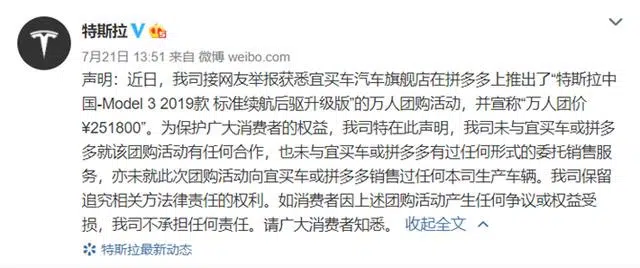 特斯拉
7月21日 13:51 来自 微博 weibo.com
声明：近日，我司接网友举报获悉宜买车汽车旗舰店在拼多多上推出了“特斯拉中
国-Model 3 2019款 标准续航后驱升级版”的万人团购活动，并宣称“万人团价
¥251800”。为保护广大消费者的权益，我司特在此声明，我司未与宜买车或拼多
多就该团购活动有任何合作，也未与宜买车或拼多多有过任何形式的委托销售服
务，亦未就此次团购活动向宜买车或拼多多销售过任何本司生产车辆。我司保留
追究相关方法律责任的权利。如消费者因上述团购活动产生任何争议或权益受
损，我司不承担任何责任。请广大消费者知悉。 收起全文
特斯拉最新动态